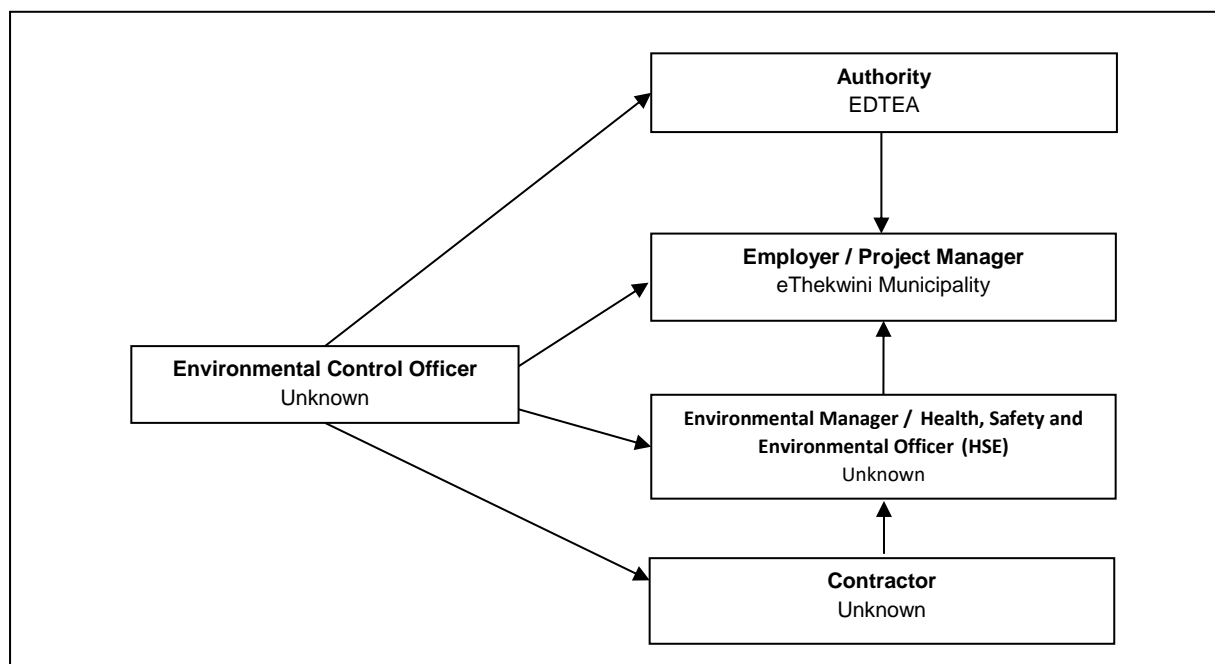 Authority
EDTEA
Employer / Project Manager
eThekwini Municipality
Environmental Control Officer
Unknown
Environmental Manager / Health, Safety and
Environmental Officer (HSE)
Unknown
Contractor
Unknown